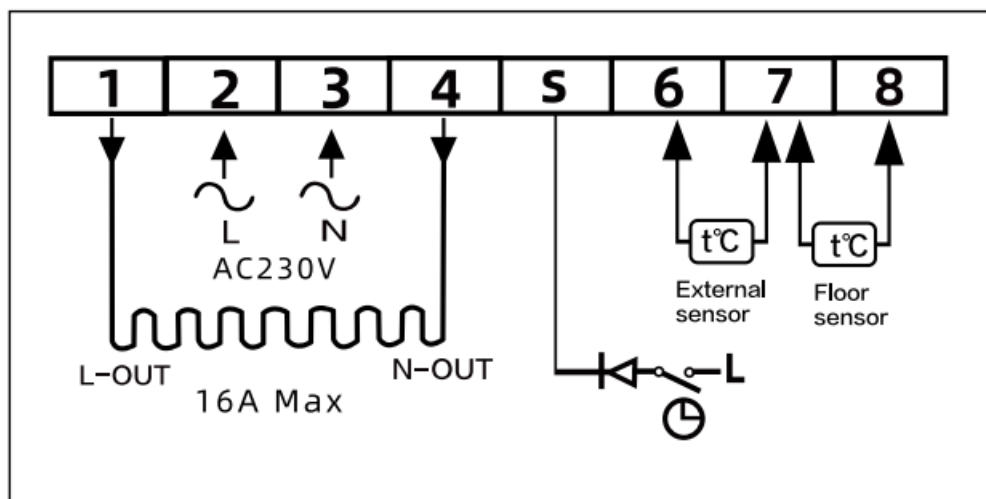 1 2 3 4 S 6 7 8
L N
AC230V
t℃ t℃
External sensor
Floor sensor
L-OUT N-OUT
16A Max
L